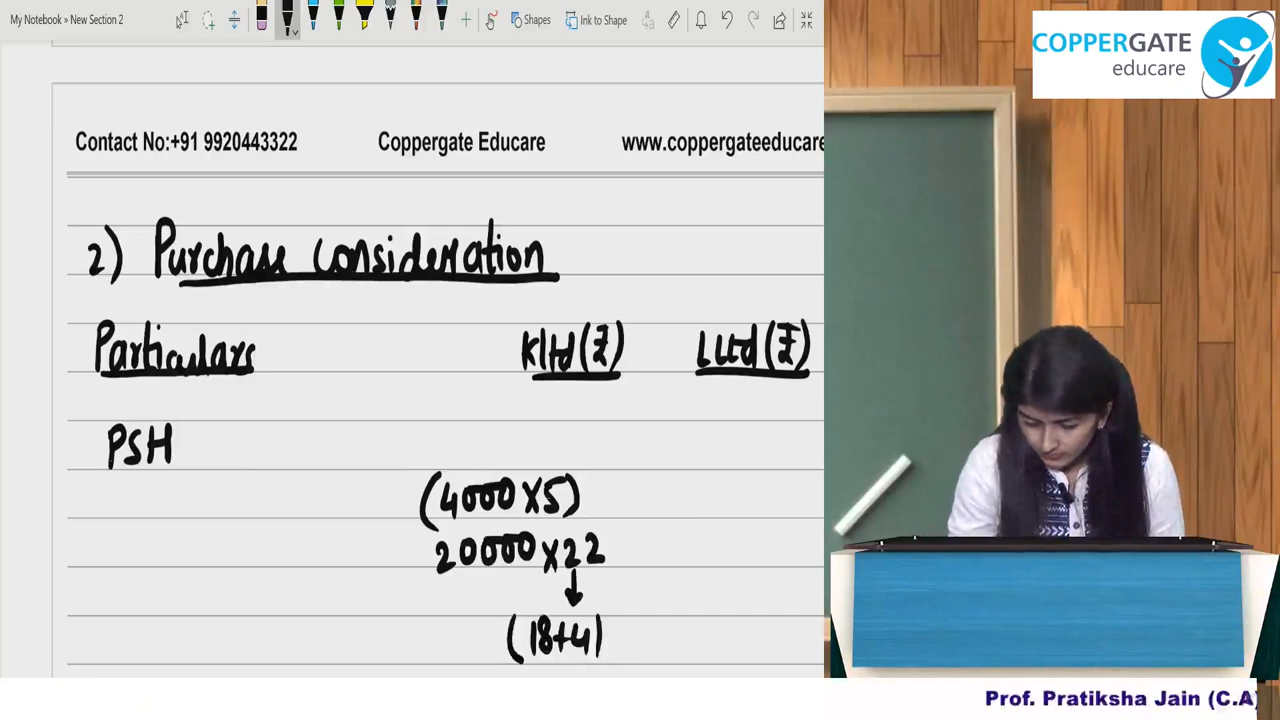 My Notebook » New Section 2
Shapes
Ink to Shape
COPPERGATE
educare
Contact No:+91 9920443322 Coppergate Educare www.coppergateeducare
2) Purchase consideration
Particulars K ltd (₹) L Ltd (₹)
PSH
(4000 x 5)
20000 x 22
↓
(18+4)
Prof. Pratiksha Jain (C.A)